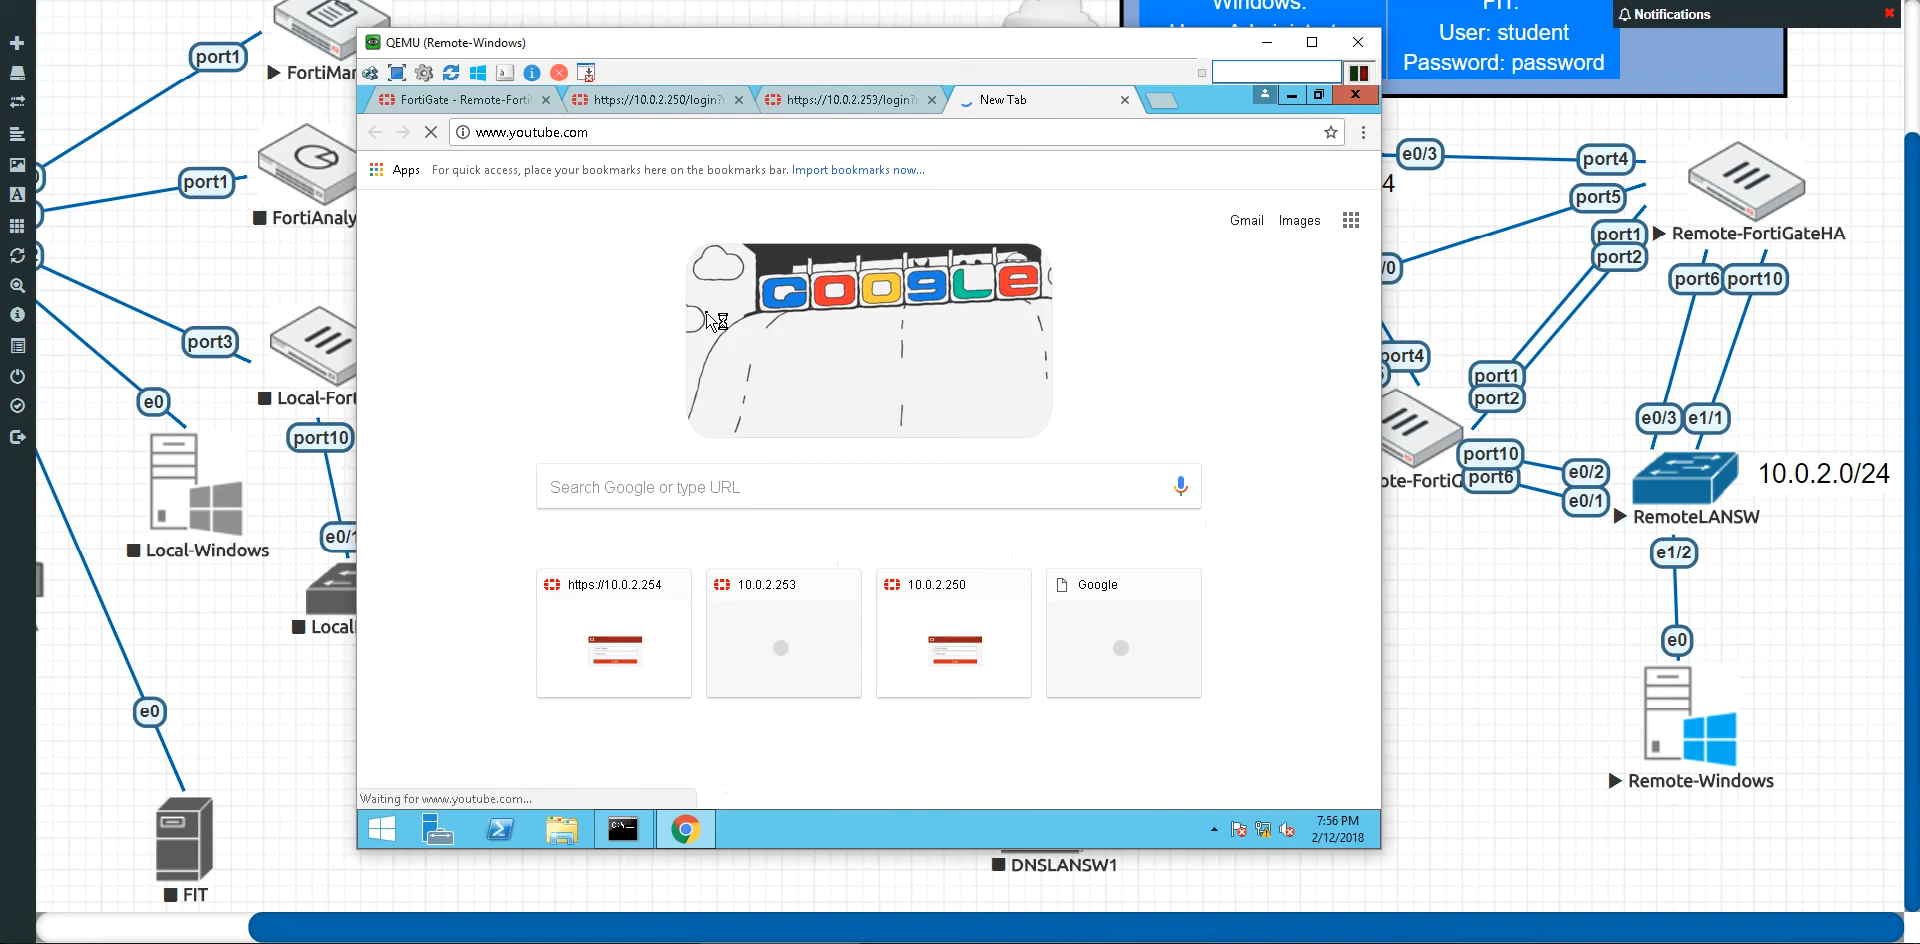 Windows:
FIT:
User: student
Password: password
Notifications
port1
FortiMar
port1
FortiAnaly
port3
Local-Fort
port10
e0
Local-Windows
e0/1
Local
e0
FIT
QEMU (Remote-Windows)
FortiGate - Remote-Forti
https://10.0.2.250/login?
https://10.0.2.253/login?
New Tab
www.youtube.com
Apps
For quick access, place your bookmarks here on the bookmarks bar. Import bookmarks now...
Gmail
Images
GOOGLE
Search Google or type URL
https://10.0.2.254
10.0.2.253
10.0.2.250
Google
Waiting for www.youtube.com...
7:56 PM
2/12/2018
DNSLANSW1
e0/3
port4
4
port5
port1
port2
Remote-FortiGateHA
/0
port6
port10
port4
port1
port2
e0/3
e1/1
port10
port6
ote-FortiG
e0/2
e0/1
10.0.2.0/24
RemoteLANSW
e1/2
e0
Remote-Windows